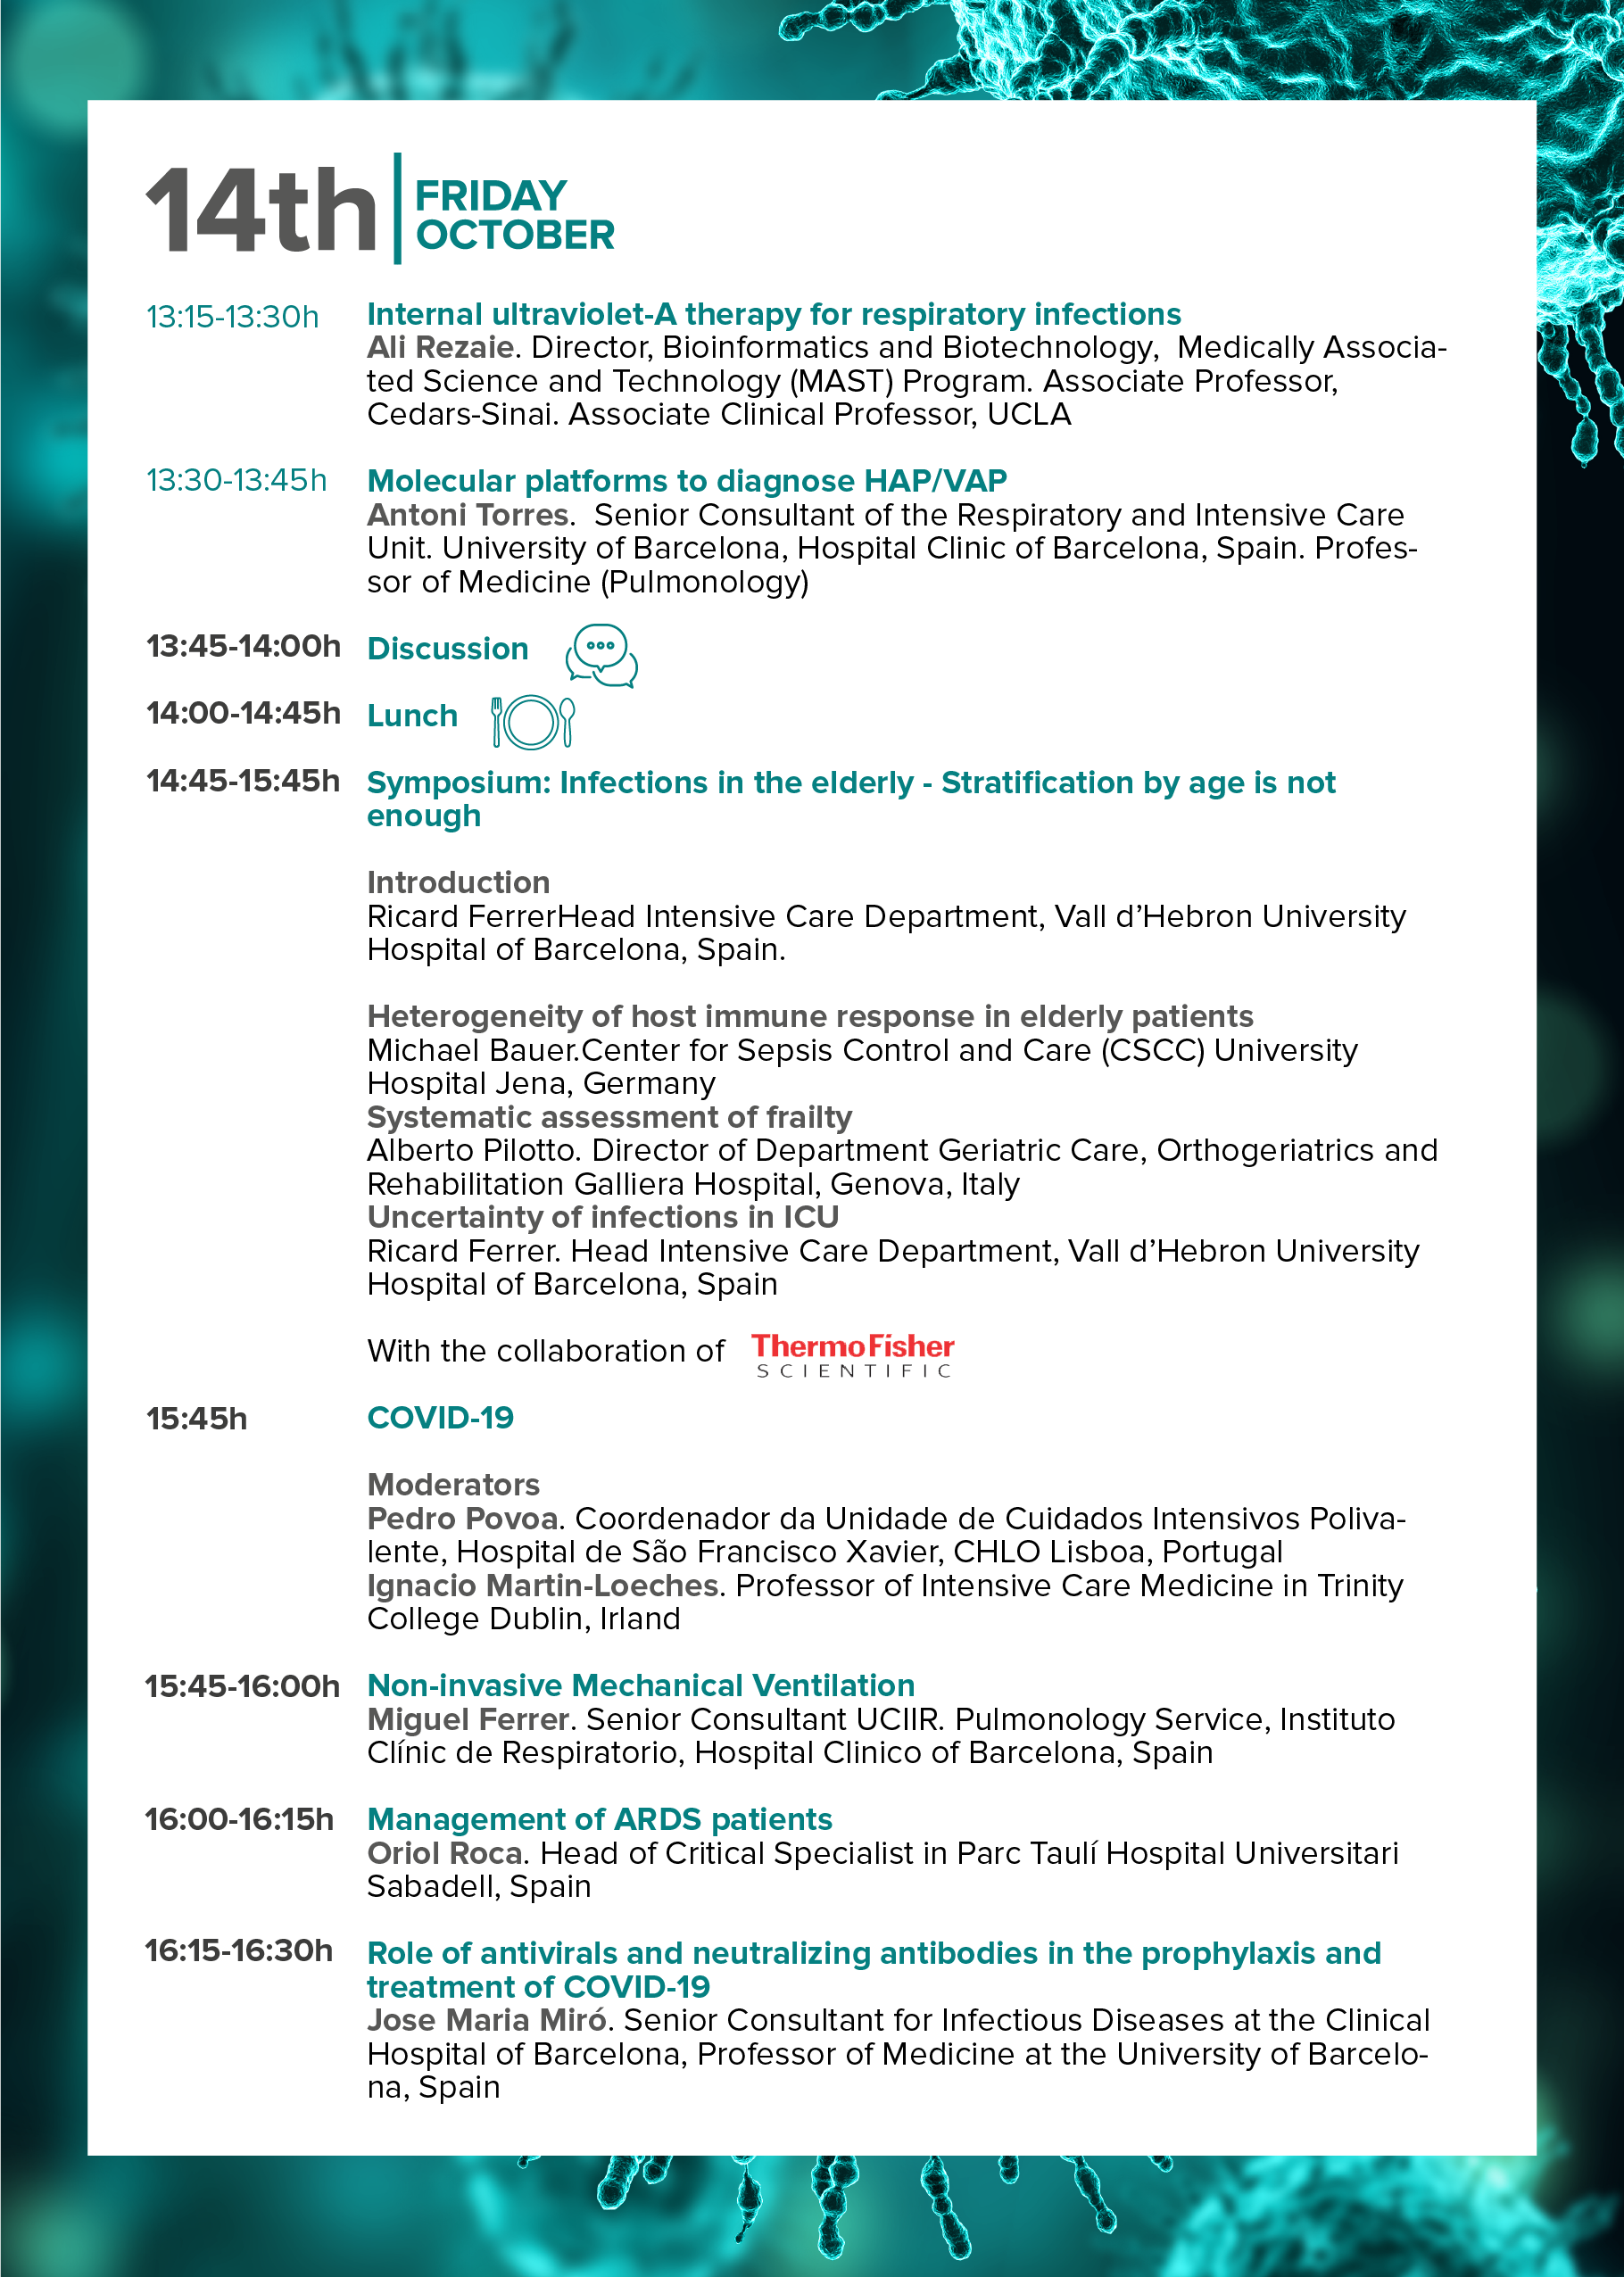 14th
FRIDAY
OCTOBER
13:15-13:30h
Internal ultraviolet-A therapy for respiratory infections
Ali Rezaie. Director, Bioinformatics and Biotechnology,  Medically Associa-
ted Science and Technology (MAST) Program. Associate Professor,
Cedars-Sinai. Associate Clinical Professor, UCLA
13:30-13:45h
Molecular platforms to diagnose HAP/VAP
Antoni Torres.  Senior Consultant of the Respiratory and Intensive Care
Unit. University of Barcelona, Hospital Clinic of Barcelona, Spain. Profes-
sor of Medicine (Pulmonology)
13:45-14:00h
Discussion
14:00-14:45h
Lunch
14:45-15:45h
Symposium: Infections in the elderly - Stratification by age is not
enough
Introduction
Ricard FerrerHead Intensive Care Department, Vall d’Hebron University
Hospital of Barcelona, Spain.
Heterogeneity of host immune response in elderly patients
Michael Bauer.Center for Sepsis Control and Care (CSCC) University
Hospital Jena, Germany
Systematic assessment of frailty
Alberto Pilotto. Director of Department Geriatric Care, Orthogeriatrics and
Rehabilitation Galliera Hospital, Genova, Italy
Uncertainty of infections in ICU
Ricard Ferrer. Head Intensive Care Department, Vall d’Hebron University
Hospital of Barcelona, Spain
With the collaboration of
ThermoFisher
SCIENTIFIC
15:45h
COVID-19
Moderators
Pedro Povoa. Coordenador da Unidade de Cuidados Intensivos Poliva-
lente, Hospital de São Francisco Xavier, CHLO Lisboa, Portugal
Ignacio Martin-Loeches. Professor of Intensive Care Medicine in Trinity
College Dublin, Irland
15:45-16:00h
Non-invasive Mechanical Ventilation
Miguel Ferrer. Senior Consultant UCIIR. Pulmonology Service, Instituto
Clínic de Respiratorio, Hospital Clinico of Barcelona, Spain
16:00-16:15h
Management of ARDS patients
Oriol Roca. Head of Critical Specialist in Parc Taulí Hospital Universitari
Sabadell, Spain
16:15-16:30h
Role of antivirals and neutralizing antibodies in the prophylaxis and
treatment of COVID-19
Jose Maria Miró. Senior Consultant for Infectious Diseases at the Clinical
Hospital of Barcelona, Professor of Medicine at the University of Barcelo-
na, Spain